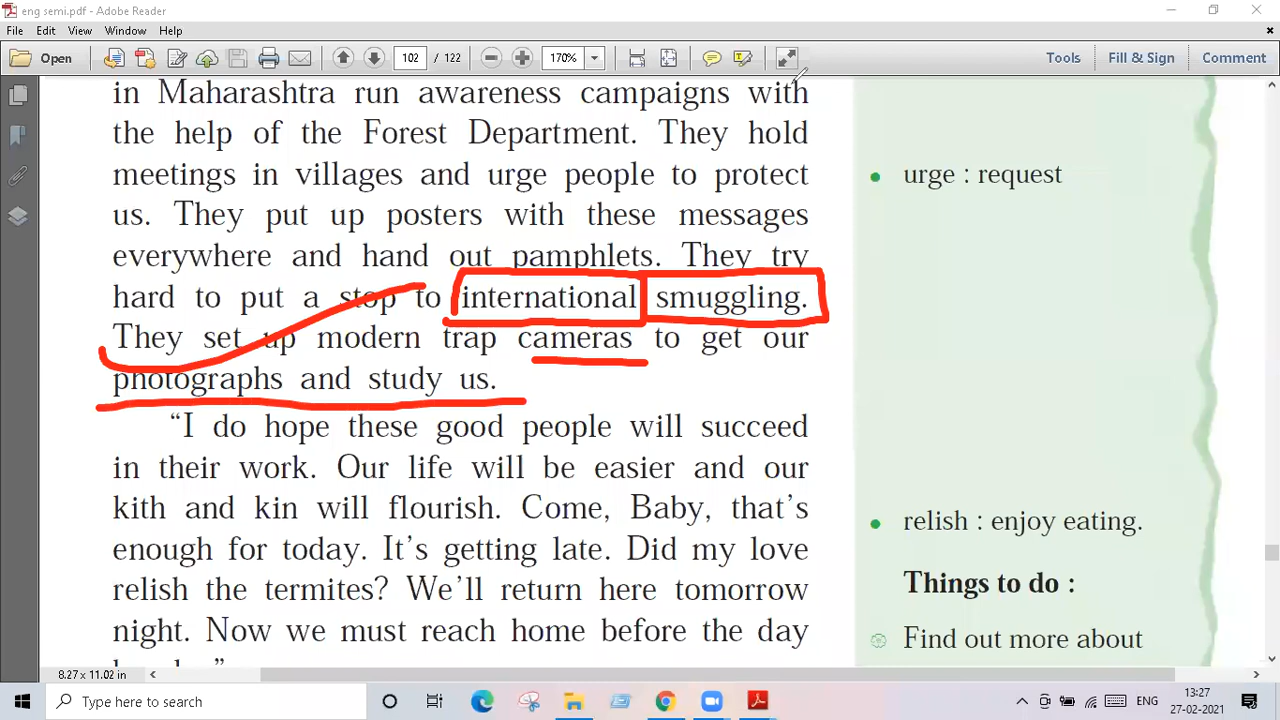 eng semi.pdf - Adobe Reader
File Edit View Window Help
Open 102 / 122 170% Tools Fill & Sign Comment
in Maharashtra run awareness campaigns with
the help of the Forest Department. They hold
meetings in villages and urge people to protect
urge : request
us. They put up posters with these messages
everywhere and hand out pamphlets. They try
hard to put a stop to international smuggling.
They set up modern trap cameras to get our
photographs and study us.
“I do hope these good people will succeed
in their work. Our life will be easier and our
kith and kin will flourish. Come, Baby, that’s
relish : enjoy eating.
enough for today. It’s getting late. Did my love
relish the termites? We’ll return here tomorrow
Things to do :
night. Now we must reach home before the day
Find out more about
8.27 x 11.02 in
Type here to search
ENG
13:27
27-02-2021